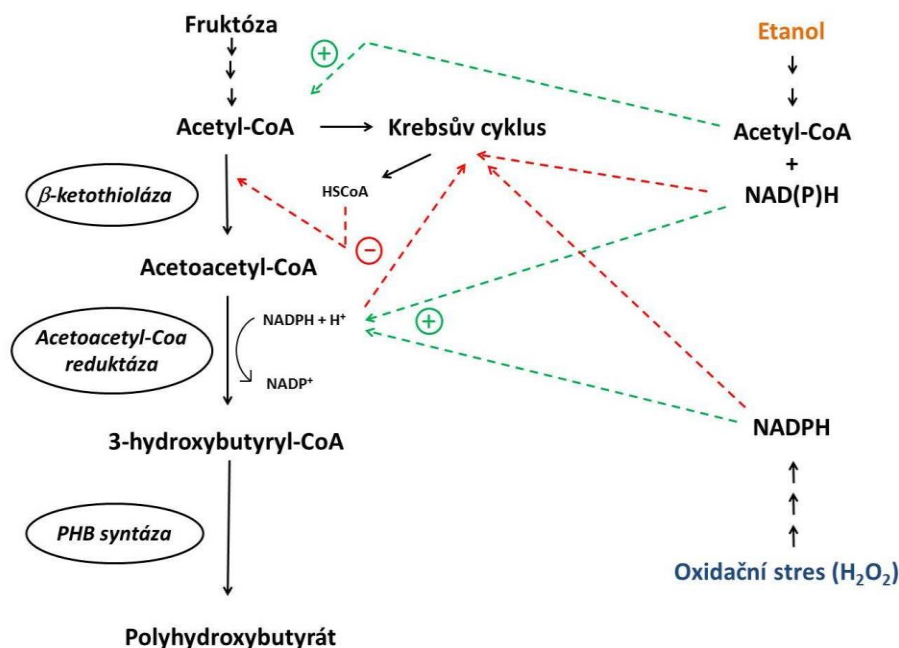 Fruktóza
Etanol
+
Acetyl-CoA
Krebsův cyklus
Acetyl-CoA
+
NAD(P)H
HSCoA
β-ketothioláza
−
Acetoacetyl-CoA
NADPH + H⁺
+
Acetoacetyl-Coa
reduktáza
NADP⁺
NADPH
3-hydroxybutyryl-CoA
PHB syntáza
Oxidační stres (H₂O₂)
Polyhydroxybutyrát